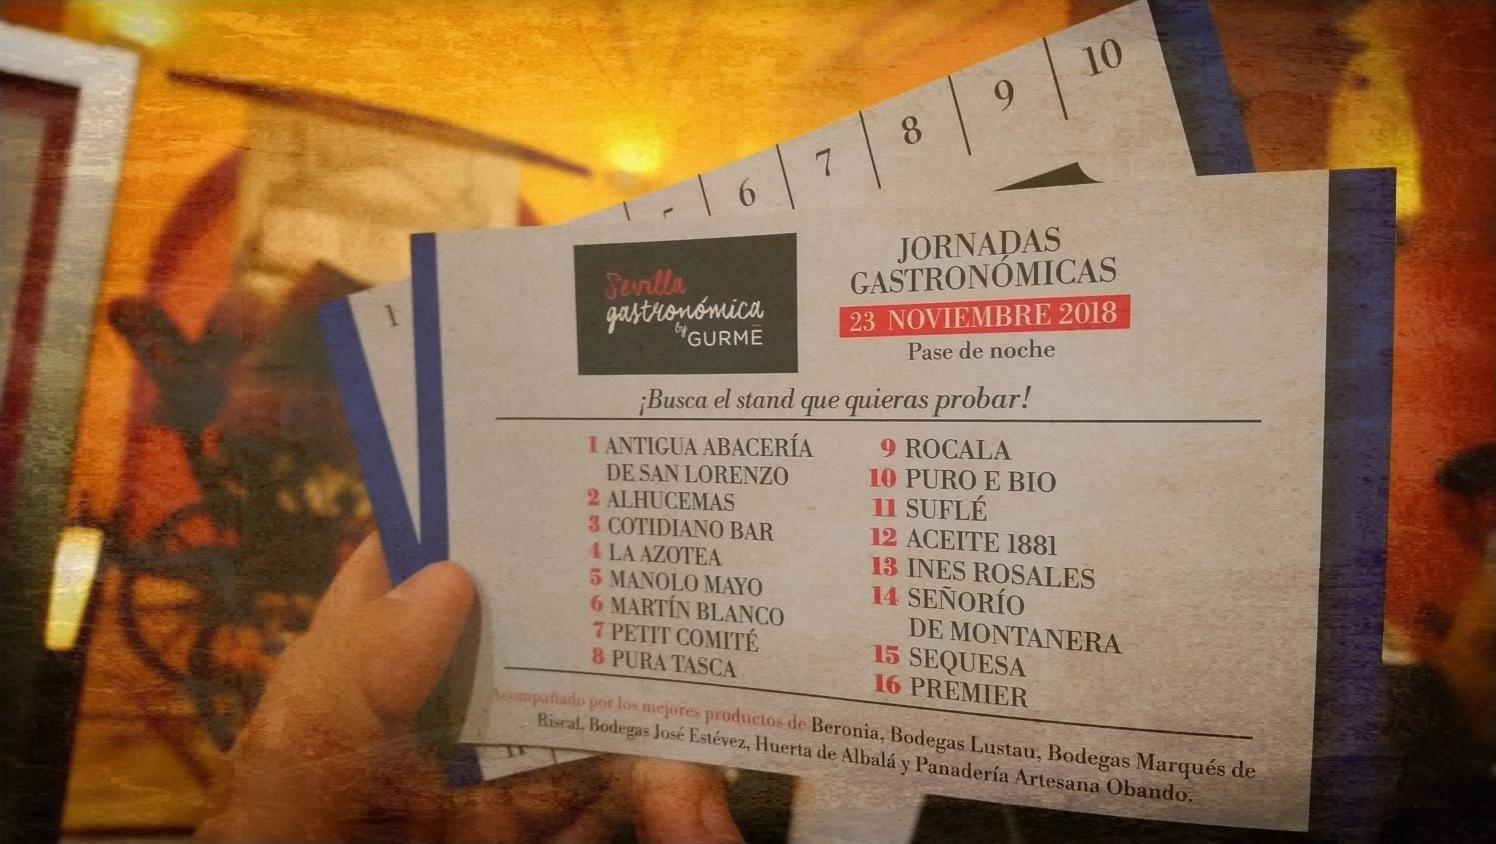 6
7
8
9
10
1
Sevilla
gastronómica
by GURMÉ
JORNADAS
GASTRONÓMICAS
23 NOVIEMBRE 2018
Pase de noche
¡Busca el stand que quieras probar!
1 ANTIGUA ABACERÍA
DE SAN LORENZO
2 ALHUCEMAS
3 COTIDIANO BAR
4 LA AZOTEA
5 MANOLO MAYO
6 MARTÍN BLANCO
7 PETIT COMITÉ
8 PURA TASCA
9 ROCALA
10 PURO E BIO
11 SUFLÉ
12 ACEITE 1881
13 INES ROSALES
14 SEÑORÍO
DE MONTANERA
15 SEQUESA
16 PREMIER
Acompañado por los mejores productos de Beronia, Bodegas Lustau, Bodegas Marqués de
Riscal, Bodegas José Estévez, Huerta de Albalá y Panadería Artesana Obando.